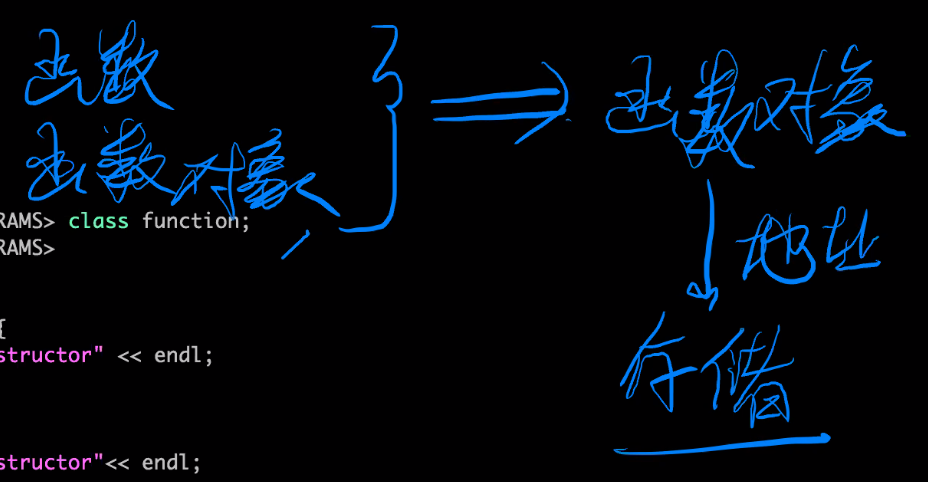 函数
函数对象
函数对象
RAMS> class function;
RAMS>
地址
{
structor" << endl;
存储
structor"<< endl;